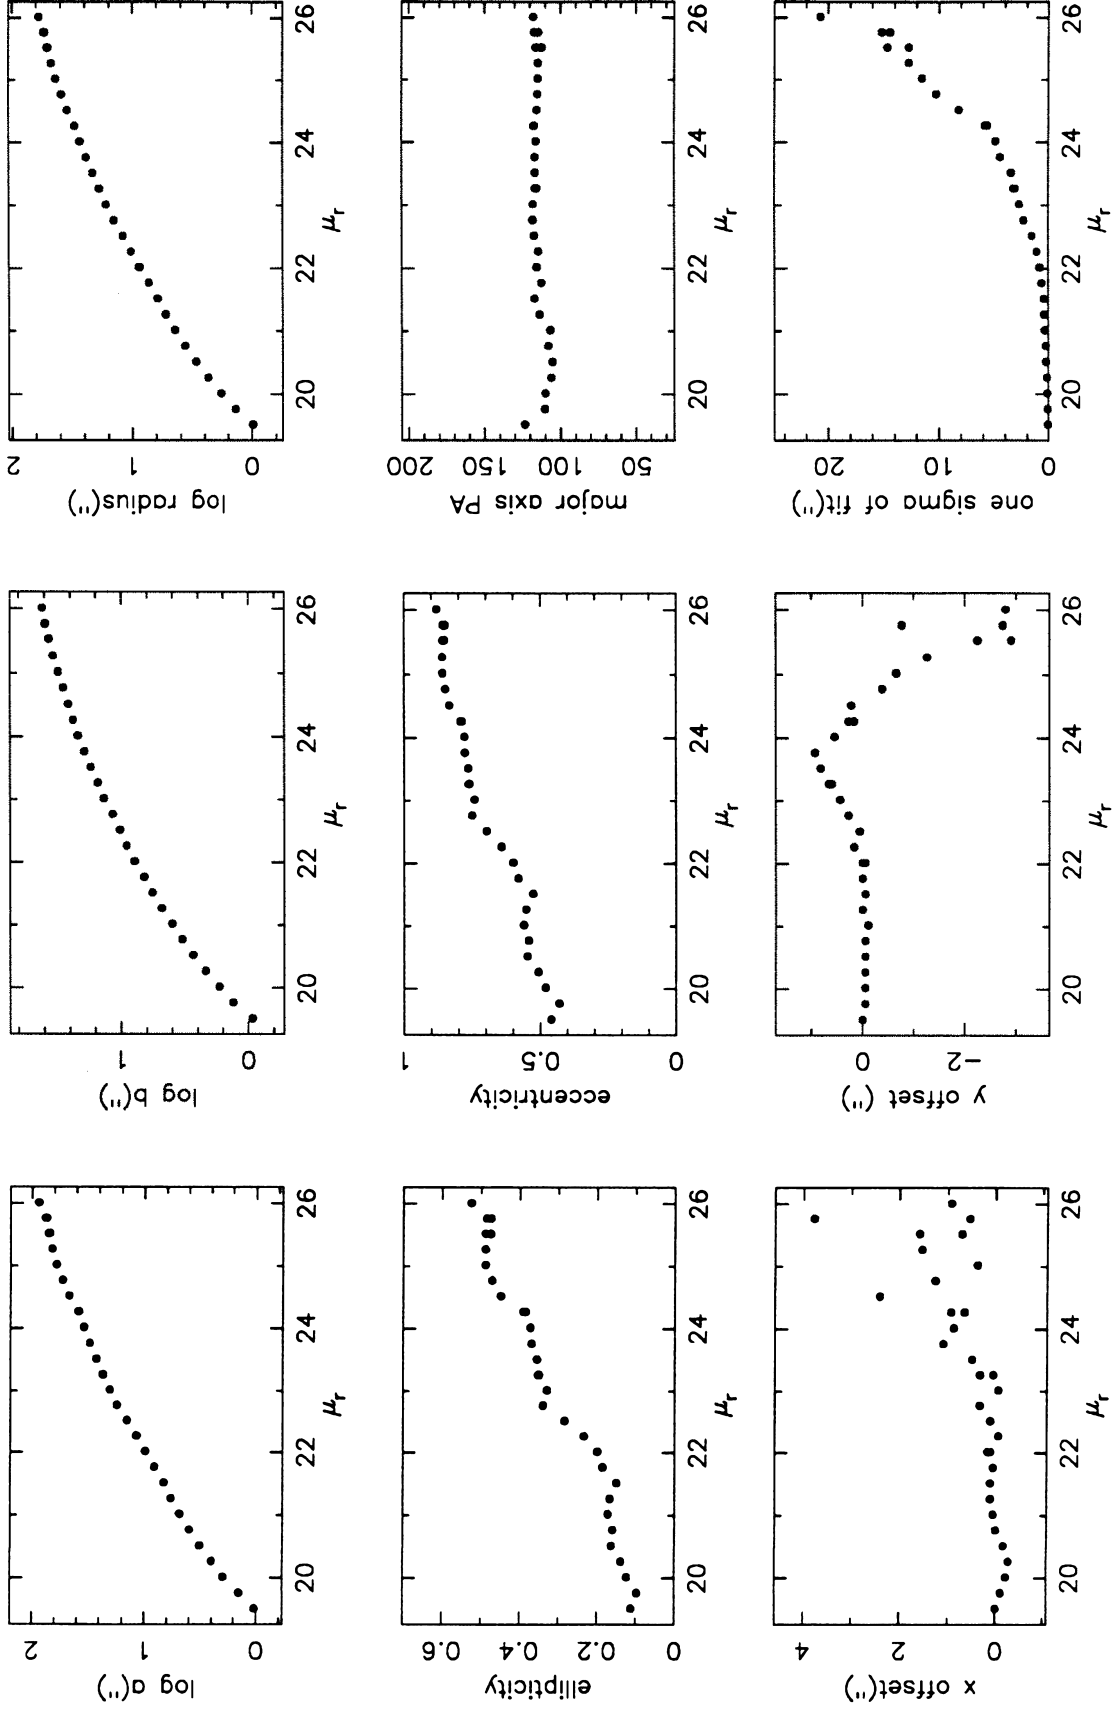 log a(")
2
1
0
20 22 24 26
μr
log b(")
1
0
20 22 24 26
μr
log radius(")
2
1
0
20 22 24 26
μr
ellipticity
0.6
0.4
0.2
0
20 22 24 26
μr
eccentricity
1
0.5
0
20 22 24 26
μr
major axis PA
200
150
100
50
20 22 24 26
μr
x offset(")
4
2
0
20 22 24 26
μr
y offset (")
0
-2
20 22 24 26
μr
one sigma of fit(")
20
10
0
20 22 24 26
μr